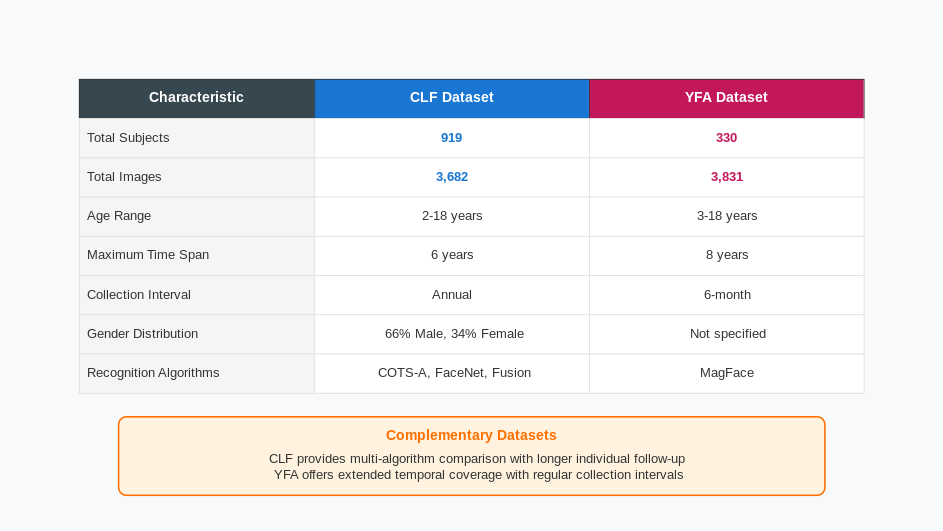 Characteristic CLF Dataset YFA Dataset
Total Subjects 919 330
Total Images 3,682 3,831
Age Range 2-18 years 3-18 years
Maximum Time Span 6 years 8 years
Collection Interval Annual 6-month
Gender Distribution 66% Male, 34% Female Not specified
Recognition Algorithms COTS-A, FaceNet, Fusion MagFace
Complementary Datasets
CLF provides multi-algorithm comparison with longer individual follow-up
YFA offers extended temporal coverage with regular collection intervals